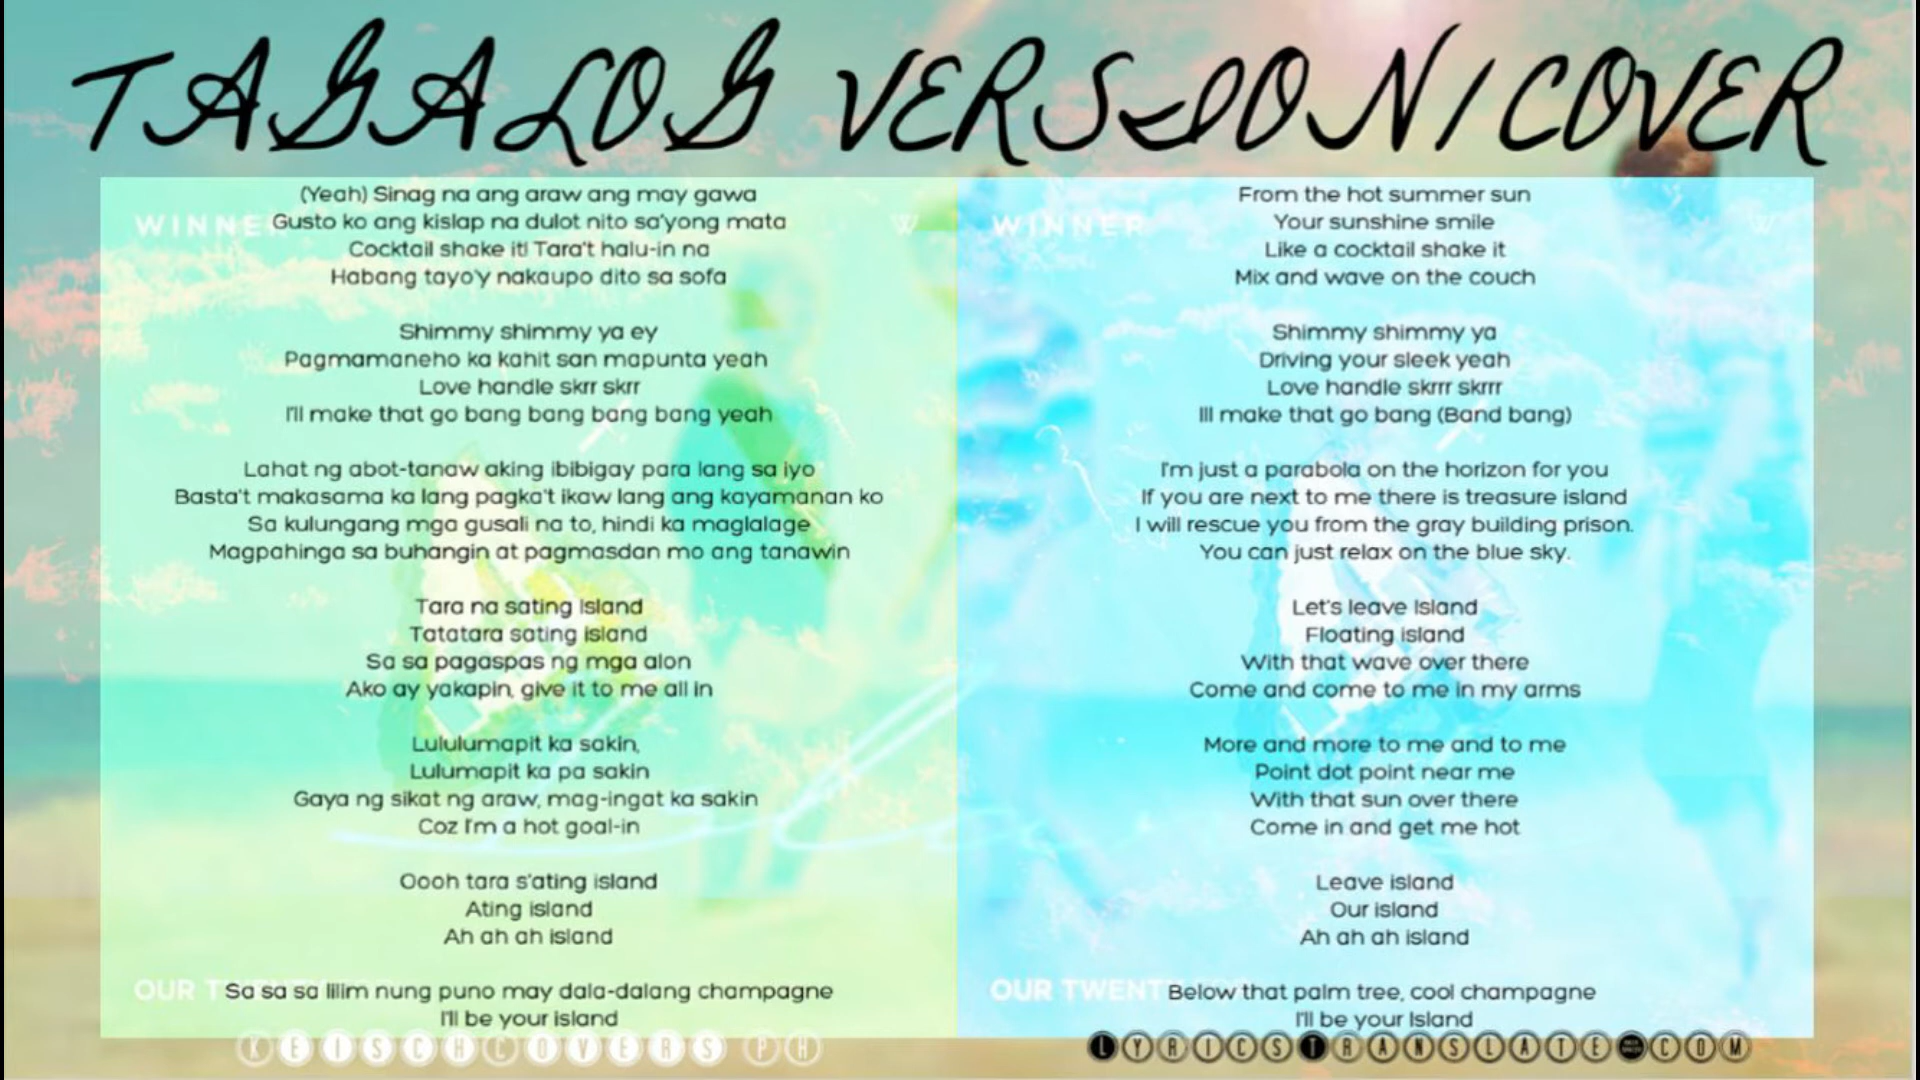 TAGALOG VERSION/COVER
WINNER
W
(Yeah) Sinag na ang araw ang may gawa
Gusto ko ang kislap na dulot nito sa'yong mata
Cocktail shake it! Tara't halu-in na
Habang tayo'y nakaupo dito sa sofa
Shimmy shimmy ya ey
Pagmamaneho ka kahit san mapunta yeah
Love handle skrr skrr
I'll make that go bang bang bang bang yeah
Lahat ng abot-tanaw aking ibibigay para lang sa iyo
Basta't makasama ka lang pagka't ikaw lang ang kayamanan ko
Sa kulungang mga gusali na to, hindi ka maglalage
Magpahinga sa buhangin at pagmasdan mo ang tanawin
Tara na sating Island
Tatatara sating island
Sa sa pagaspas ng mga alon
Ako ay yakapin, give it to me all in
Lululumapit ka sakin,
Lulumapit ka pa sakin
Gaya ng sikat ng araw, mag-ingat ka sakin
Coz I'm a hot goal-in
Oooh tara s'ating island
Ating island
Ah ah ah island
OUR
Sa sa sa lilim nung puno may dala-dalang champagne
I'll be your island
KEISCHCOVERS PH
WINNER
W
From the hot summer sun
Your sunshine smile
Like a cocktail shake it
Mix and wave on the couch
Shimmy shimmy ya
Driving your sleek yeah
Love handle skrrr skrrr
Ill make that go bang (Band bang)
I'm just a parabola on the horizon for you
If you are next to me there is treasure island
I will rescue you from the gray building prison.
You can just relax on the blue sky.
Let's leave Island
Floating island
With that wave over there
Come and come to me in my arms
More and more to me and to me
Point dot point near me
With that sun over there
Come in and get me hot
Leave island
Our island
Ah ah ah island
OUR TWENT
Below that palm tree, cool champagne
I'll be your Island
LYRICSTRANSLATE COM